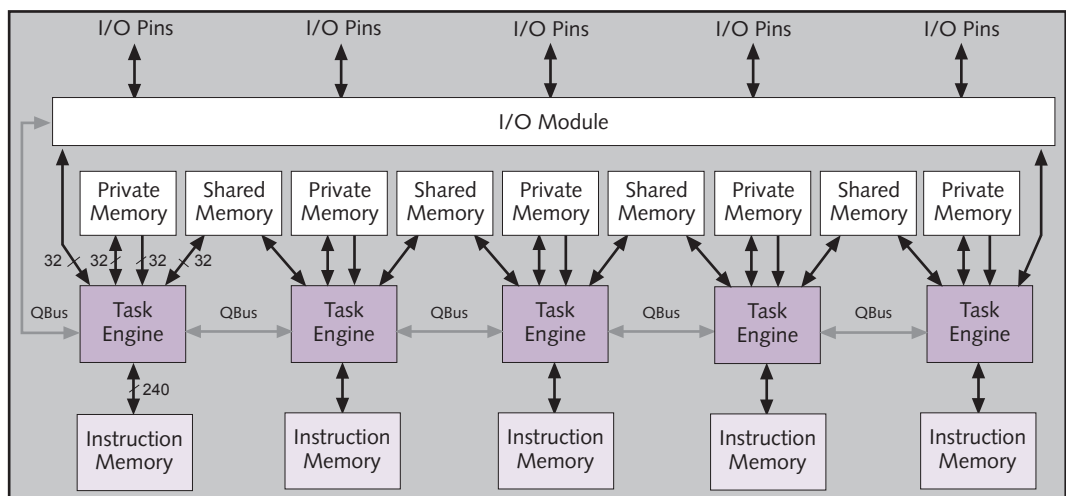 I/O Pins
I/O Pins
I/O Pins
I/O Pins
I/O Pins
I/O Module
Private
Memory
Shared
Memory
Private
Memory
Shared
Memory
Private
Memory
Shared
Memory
Private
Memory
Shared
Memory
Private
Memory
32
32
32
32
QBus
Task
Engine
QBus
Task
Engine
QBus
Task
Engine
QBus
Task
Engine
QBus
Task
Engine
240
Instruction
Memory
Instruction
Memory
Instruction
Memory
Instruction
Memory
Instruction
Memory